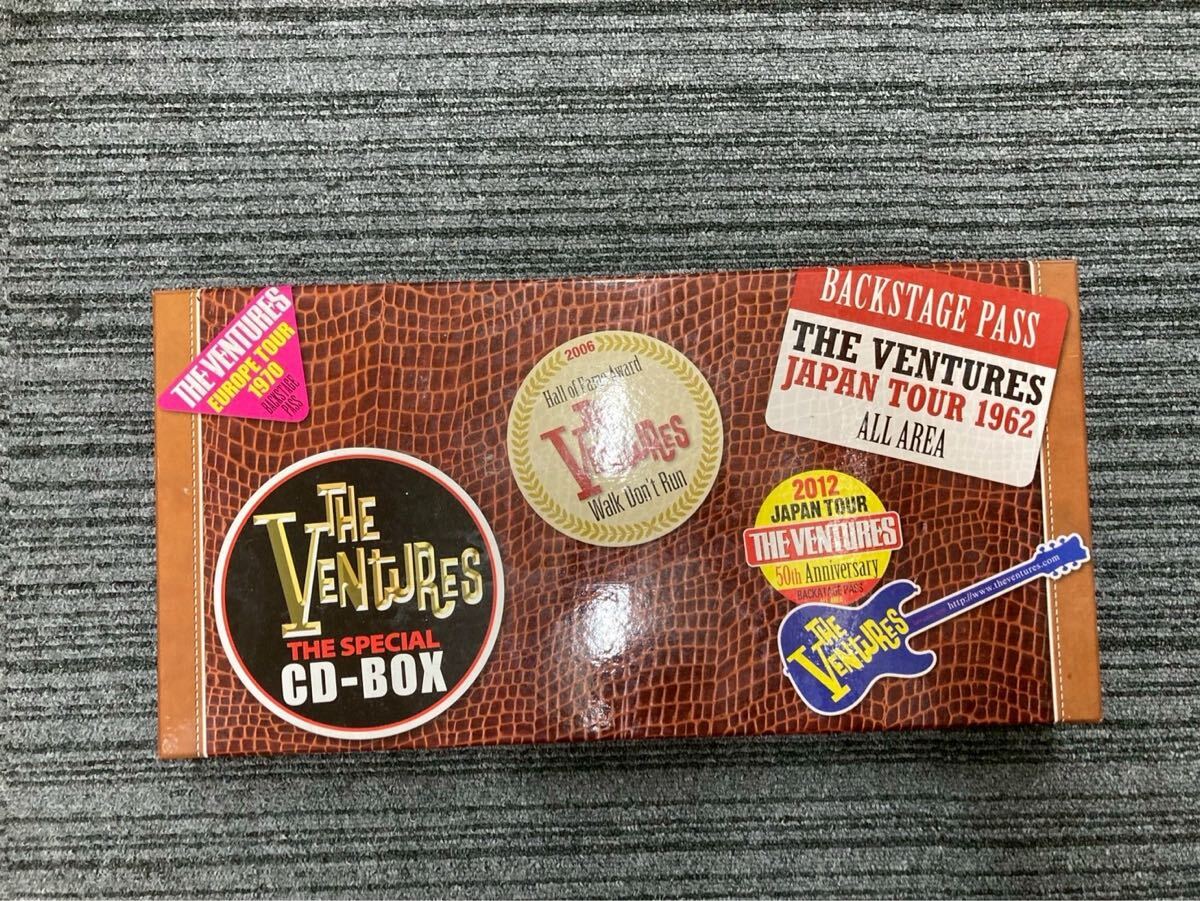 THE VENTURES
EUROPE TOUR
1970
BACKSTAGE
PASS
2006
Hall of Fame Award
THE
VENTURES
Walk Don't Run
BACKSTAGE PASS
THE VENTURES
JAPAN TOUR 1962
ALL AREA
THE
VENTURES
THE SPECIAL
CD-BOX
2012
JAPAN TOUR
THE VENTURES
50th Anniversary
BACKATAGE PASS
THE
VENTURES
http://www.theventures.com